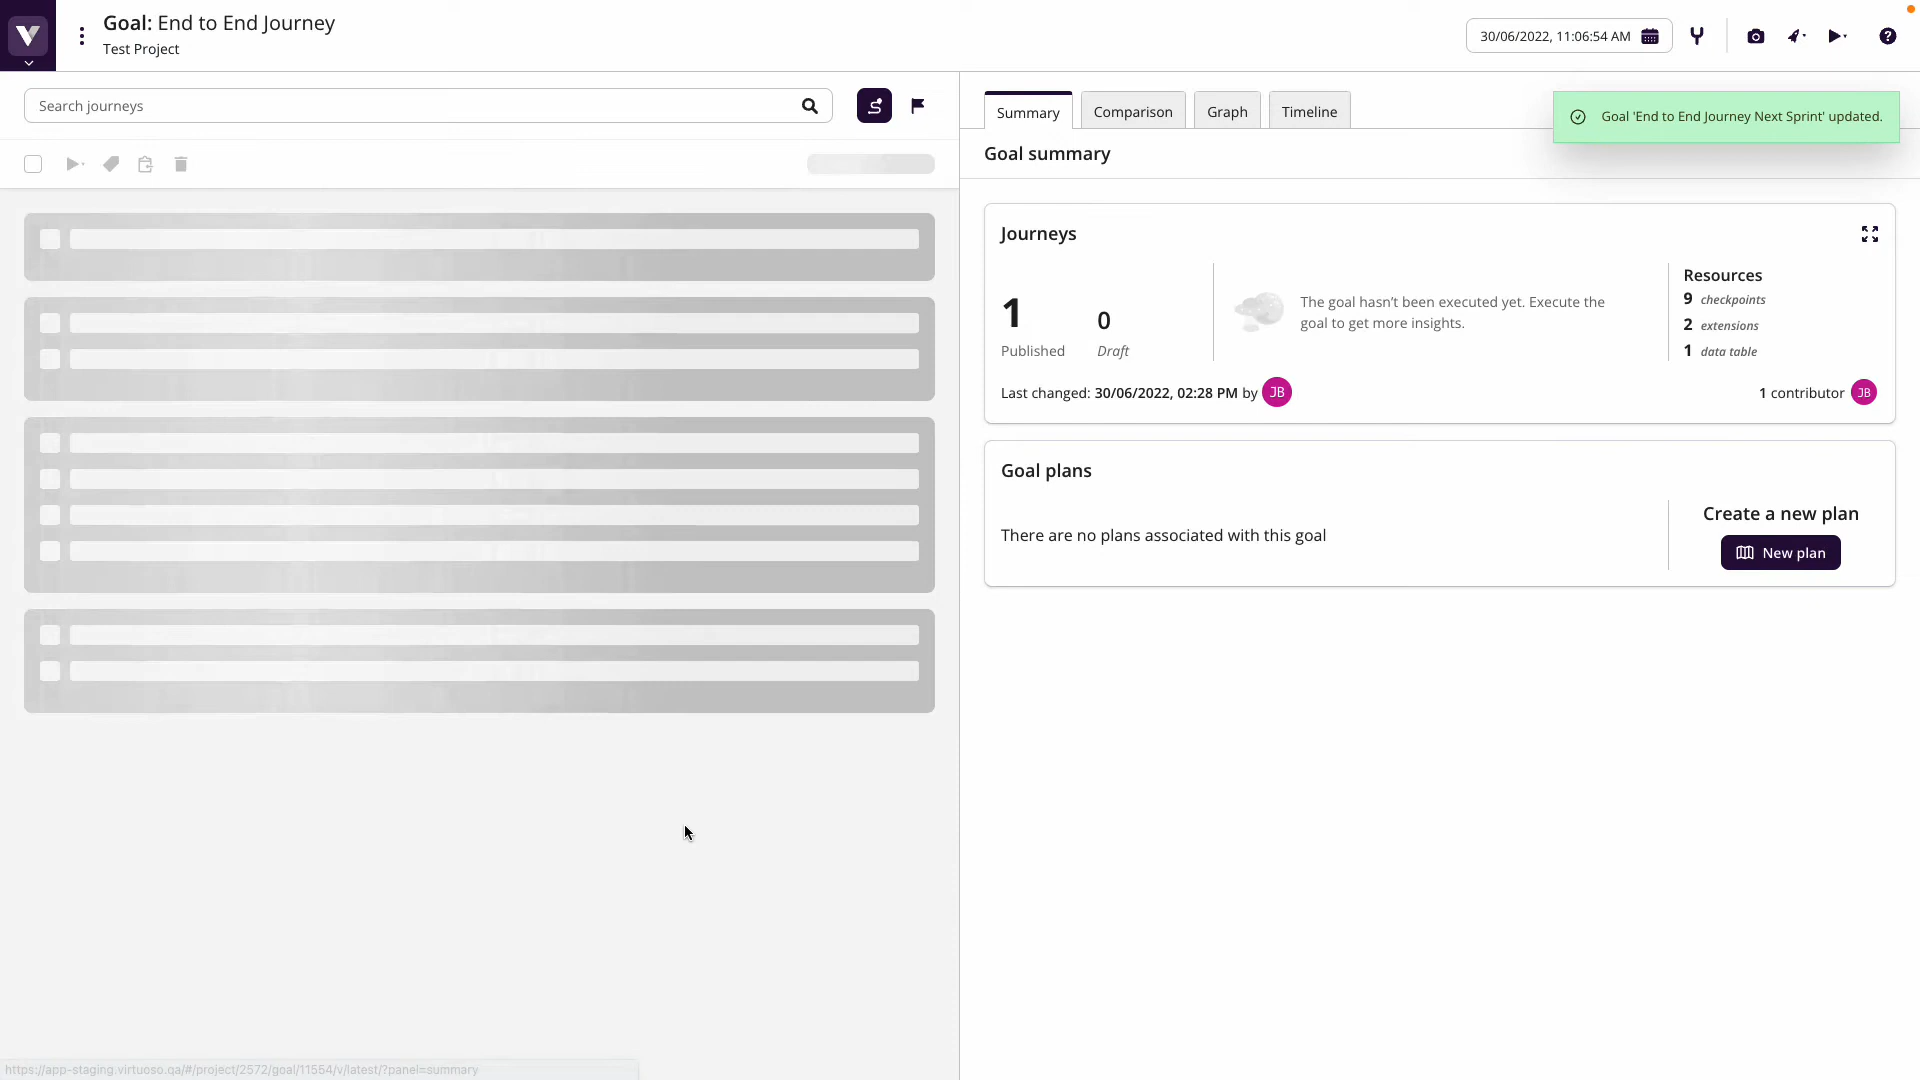 Goal: End to End Journey
Test Project
30/06/2022, 11:06:54 AM
Search journeys
Summary
Comparison
Graph
Timeline
Goal 'End to End Journey Next Sprint' updated.
Goal summary
Journeys
1
Published
0
Draft
The goal hasn't been executed yet. Execute the
goal to get more insights.
Resources
9 checkpoints
2 extensions
1 data table
Last changed: 30/06/2022, 02:28 PM by JB
1 contributor JB
Goal plans
There are no plans associated with this goal
Create a new plan
New plan
https://app-staging.virtuoso.qa/#/project/2572/goal/11554/v/latest/?panel=summary